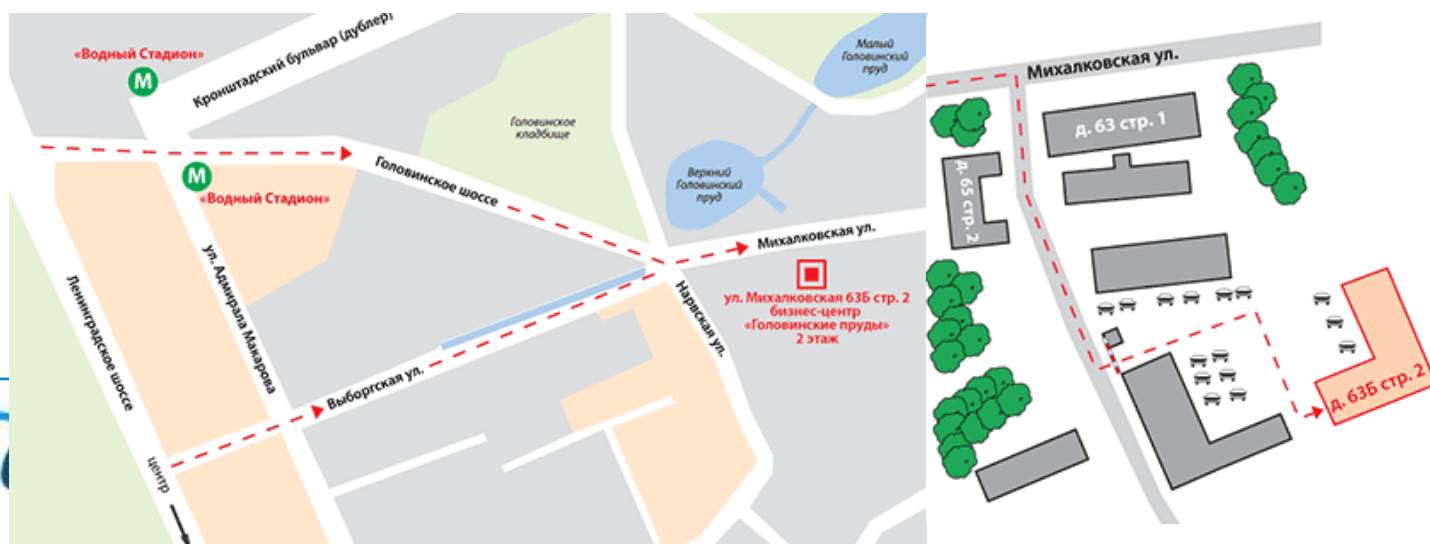 «Водный Стадион»
М
Кронштадский бульвар (дублер)
Малый
Головинский
пруд
Головинское
кладбище
Головинское шоссе
М
«Водный Стадион»
Верхний
Головинский
пруд
Михалковская ул.
ул. Михалковская 63Б стр. 2
бизнес-центр
«Головинские пруды»
2 этаж
Ленинградское шоссе
ул. Адмирала Макарова
Нарвская ул.
Выборгская ул.
центр
Михалковская ул.
д. 63 стр. 1
д. 65 стр. 2
д. 63Б стр. 2